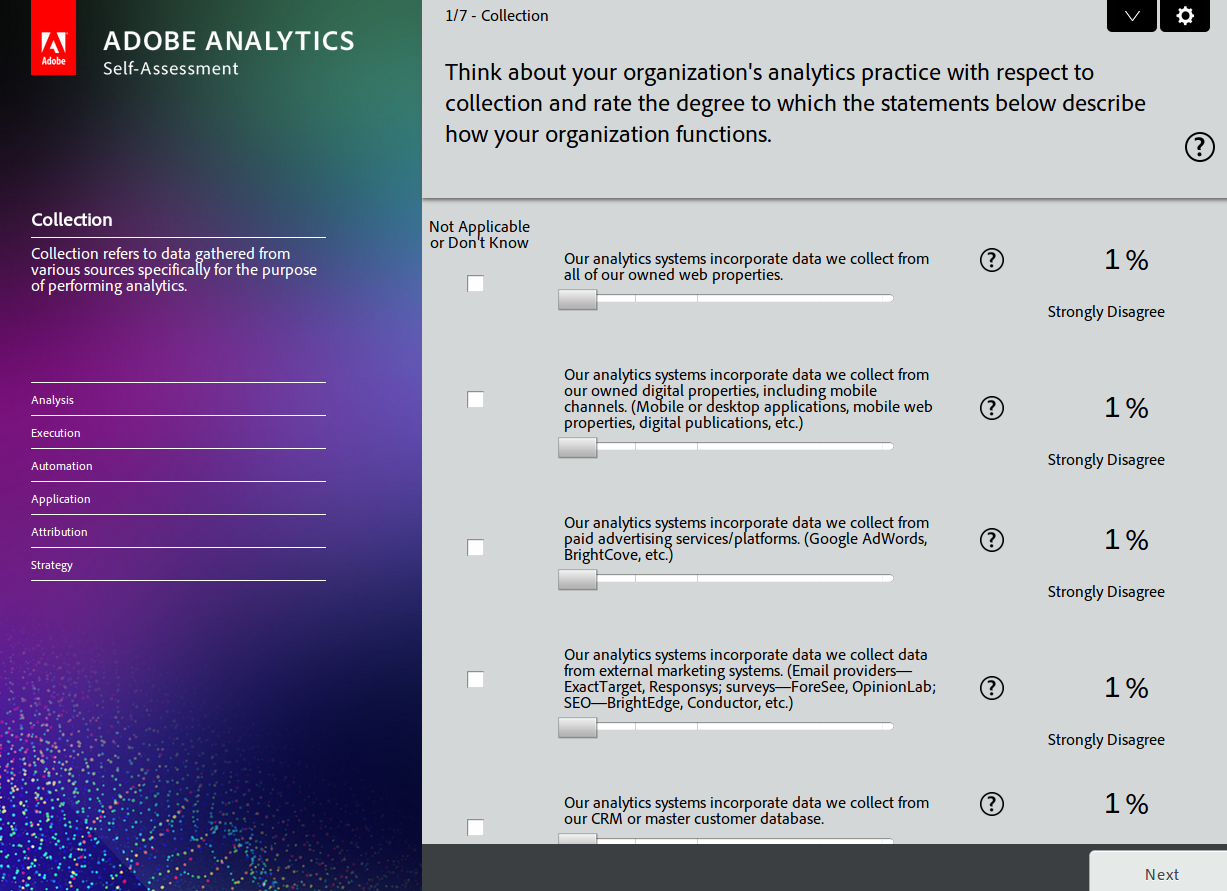 Adobe
ADOBE ANALYTICS
Self-Assessment
Collection
Collection refers to data gathered from
various sources specifically for the purpose
of performing analytics.
Analysis
Execution
Automation
Application
Attribution
Strategy
1/7 - Collection
Think about your organization's analytics practice with respect to
collection and rate the degree to which the statements below describe
how your organization functions.
?
Not Applicable
or Don't Know
Our analytics systems incorporate data we collect from
all of our owned web properties.
?
1 %
Strongly Disagree
Our analytics systems incorporate data we collect from
our owned digital properties, including mobile
channels. (Mobile or desktop applications, mobile web
properties, digital publications, etc.)
?
1 %
Strongly Disagree
Our analytics systems incorporate data we collect from
paid advertising services/platforms. (Google AdWords,
BrightCove, etc.)
?
1 %
Strongly Disagree
Our analytics systems incorporate data we collect data
from external marketing systems. (Email providers—
ExactTarget, Responsys; surveys—ForeSee, OpinionLab;
SEO—BrightEdge, Conductor, etc.)
?
1 %
Strongly Disagree
Our analytics systems incorporate data we collect from
our CRM or master customer database.
?
1 %
Next